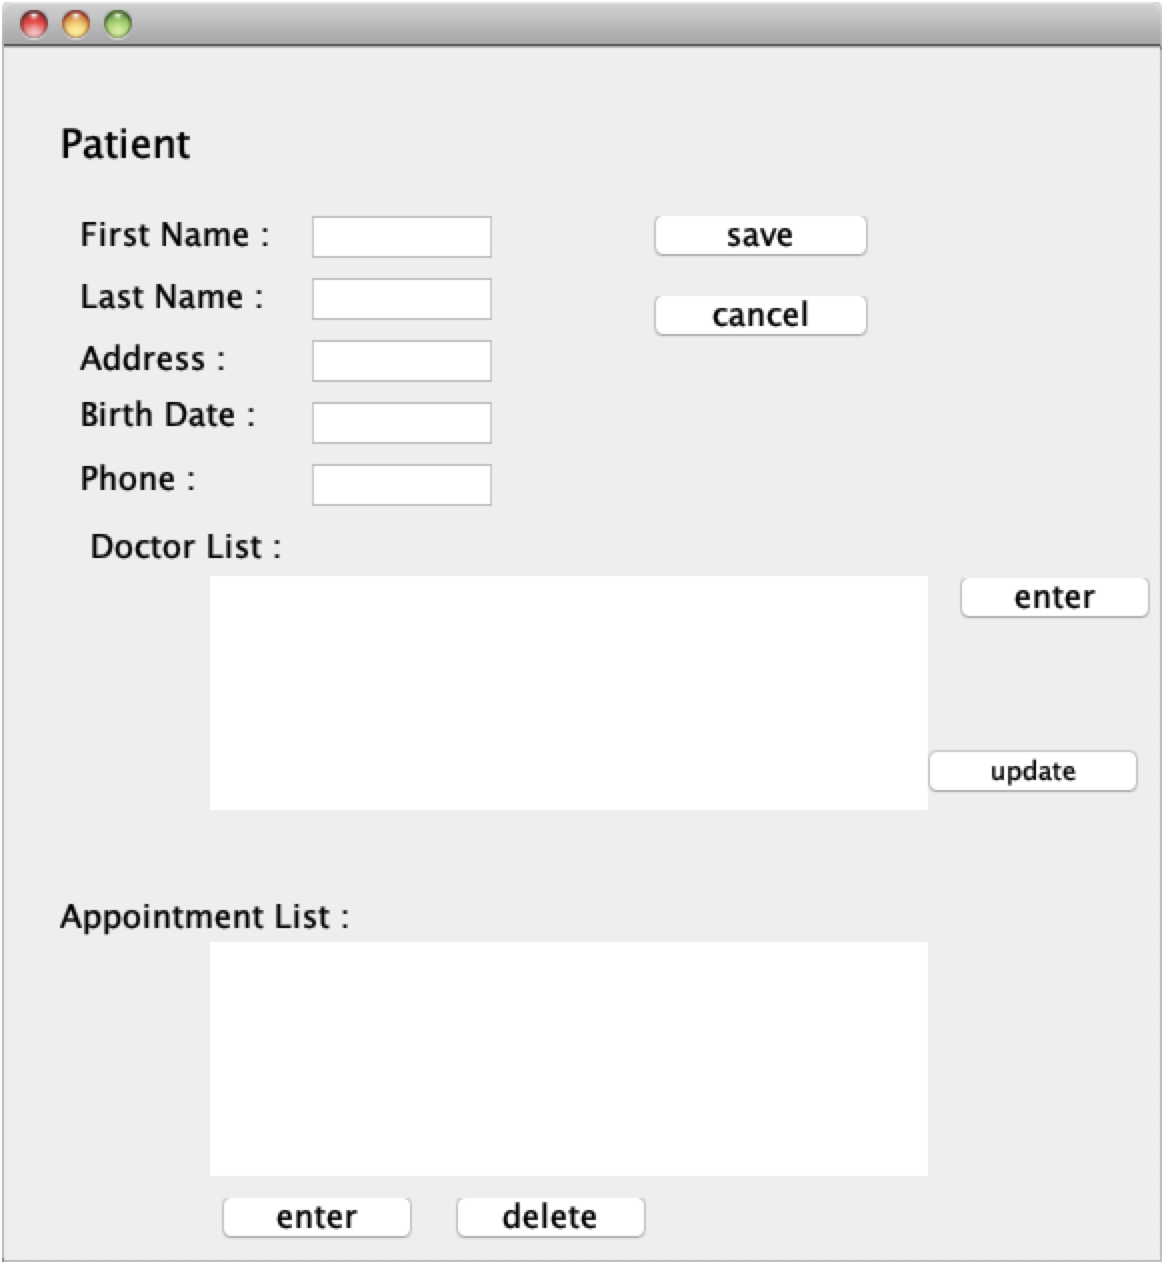 Patient
First Name :
save
Last Name :
cancel
Address :
Birth Date :
Phone :
Doctor List :
enter
update
Appointment List :
enter
delete